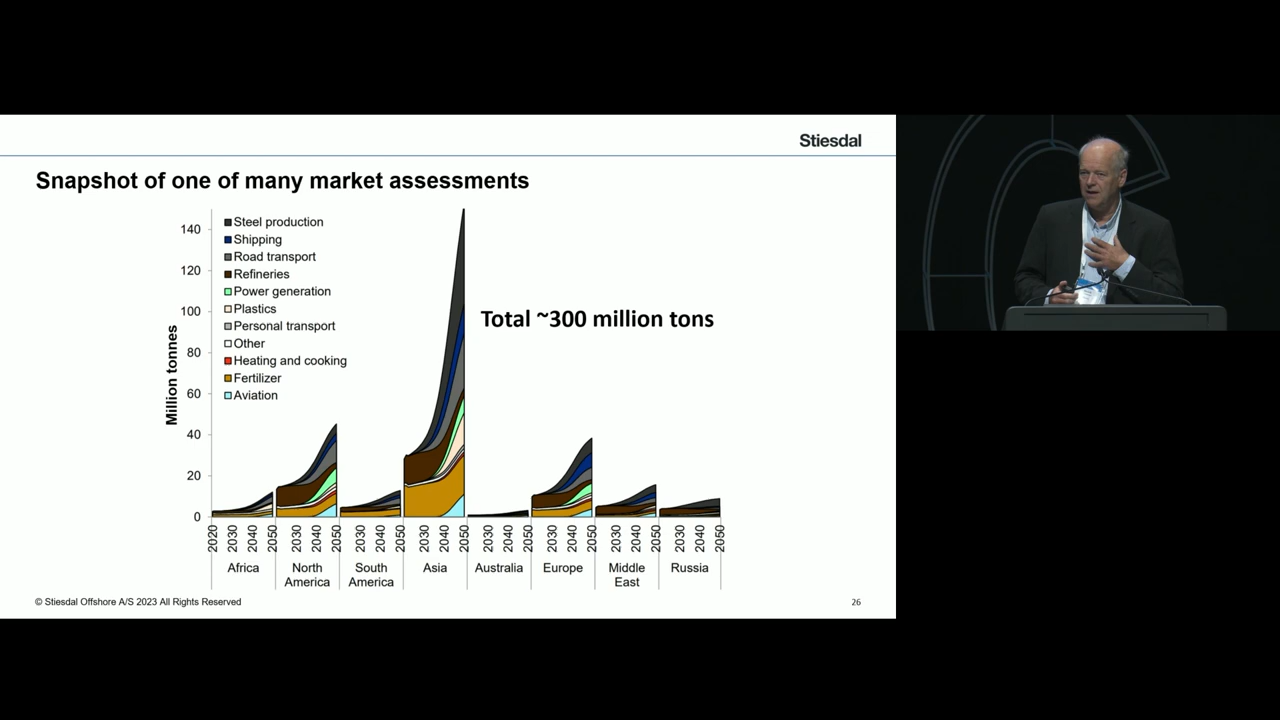 Stiesdal
Snapshot of one of many market assessments
Million tonnes
140
120
100
80
60
40
20
0
Steel production
Shipping
Road transport
Refineries
Power generation
Plastics
Personal transport
Other
Heating and cooking
Fertilizer
Aviation
Total ~300 million tons
2020 2030 2040 2050 2030 2040 2050 2030 2040 2050 2030 2040 2050 2030 2040 2050 2030 2040 2050 2030 2040 2050 2030 2040 2050
Africa North South Asia Australia Europe Middle Russia
America America East
© Stiesdal Offshore A/S 2023 All Rights Reserved
26